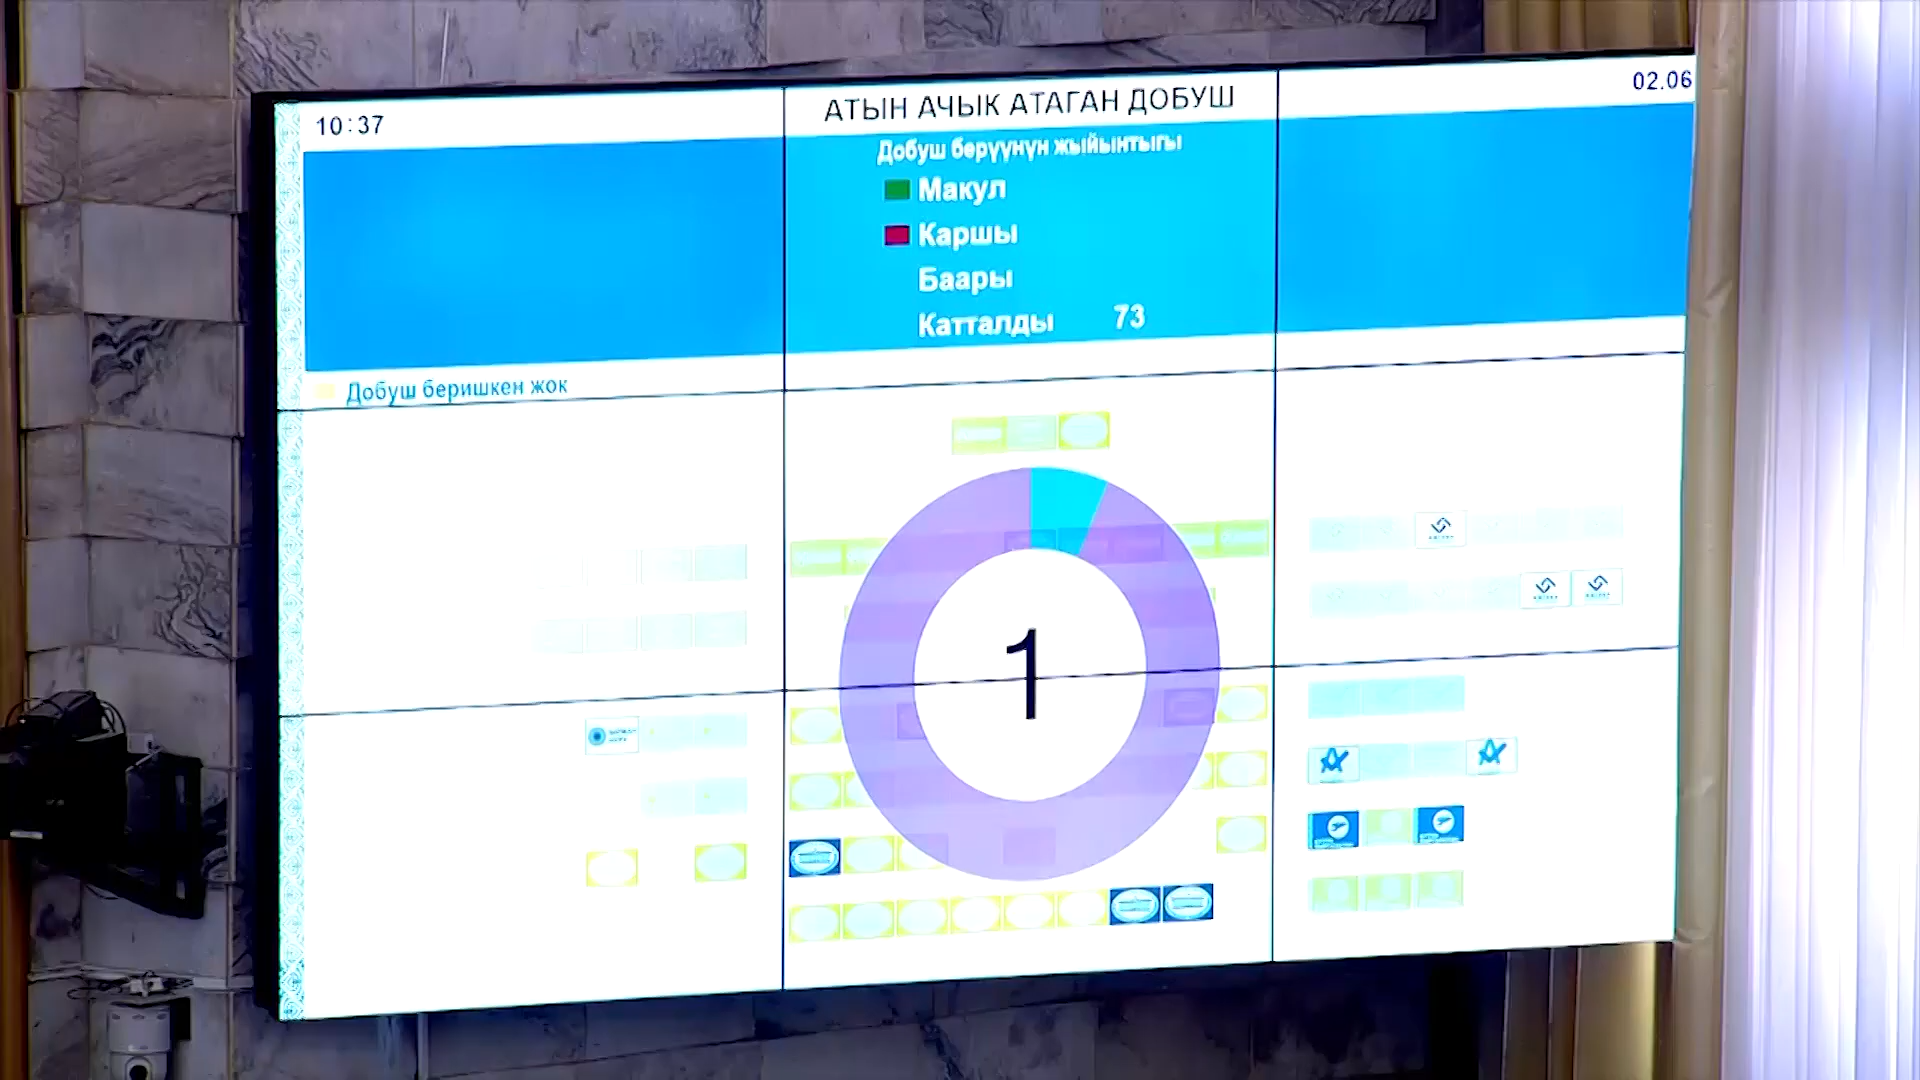 10:37
АТЫН АЧЫК АТАГАН ДОБУШ
02.06
Добуш берүүнүн жыйынтыгы
Макул
Каршы
Баары
Катталды 73
Добуш беришкен жок
1